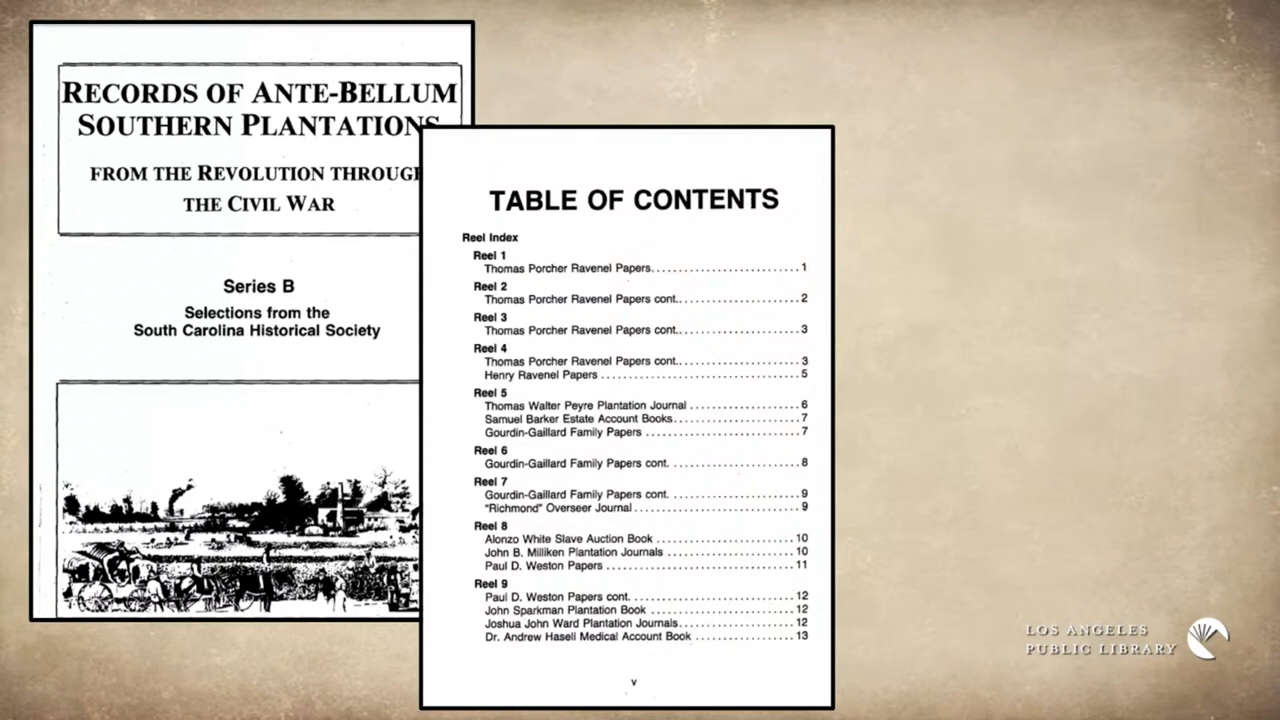 RECORDS OF ANTE-BELLUM
SOUTHERN PLANTATIONS
FROM THE REVOLUTION THROUGH
THE CIVIL WAR
Series B
Selections from the
South Carolina Historical Society
TABLE OF CONTENTS
Reel Index
Reel 1
Thomas Porcher Ravenel Papers. . . . . . . . . . . . . . . . . . . . . . . . . . 1
Reel 2
Thomas Porcher Ravenel Papers cont.. . . . . . . . . . . . . . . . . . . . . 2
Reel 3
Thomas Porcher Ravenel Papers cont.. . . . . . . . . . . . . . . . . . . . . 3
Reel 4
Thomas Porcher Ravenel Papers cont.. . . . . . . . . . . . . . . . . . . . . 3
Henry Ravenel Papers . . . . . . . . . . . . . . . . . . . . . . . . . . . . . . . . . . 5
Reel 5
Thomas Walter Peyre Plantation Journal . . . . . . . . . . . . . . . . . . . 6
Samuel Barker Estate Account Books. . . . . . . . . . . . . . . . . . . . . . 7
Gourdin-Gaillard Family Papers . . . . . . . . . . . . . . . . . . . . . . . . . . . 7
Reel 6
Gourdin-Gaillard Family Papers cont. . . . . . . . . . . . . . . . . . . . . . . 8
Reel 7
Gourdin-Gaillard Family Papers cont. . . . . . . . . . . . . . . . . . . . . . . 9
"Richmond" Overseer Journal . . . . . . . . . . . . . . . . . . . . . . . . . . . . 9
Reel 8
Alonzo White Slave Auction Book . . . . . . . . . . . . . . . . . . . . . . . . 10
John B. Milliken Plantation Journals . . . . . . . . . . . . . . . . . . . . . . 10
Paul D. Weston Papers . . . . . . . . . . . . . . . . . . . . . . . . . . . . . . . . 11
Reel 9
Paul D. Weston Papers cont. . . . . . . . . . . . . . . . . . . . . . . . . . . . 12
John Sparkman Plantation Book . . . . . . . . . . . . . . . . . . . . . . . . . 12
Joshua John Ward Plantation Journals. . . . . . . . . . . . . . . . . . . . 12
Dr. Andrew Hasell Medical Account Book . . . . . . . . . . . . . . . . . 13
v
LOS ANGELES
PUBLIC LIBRARY